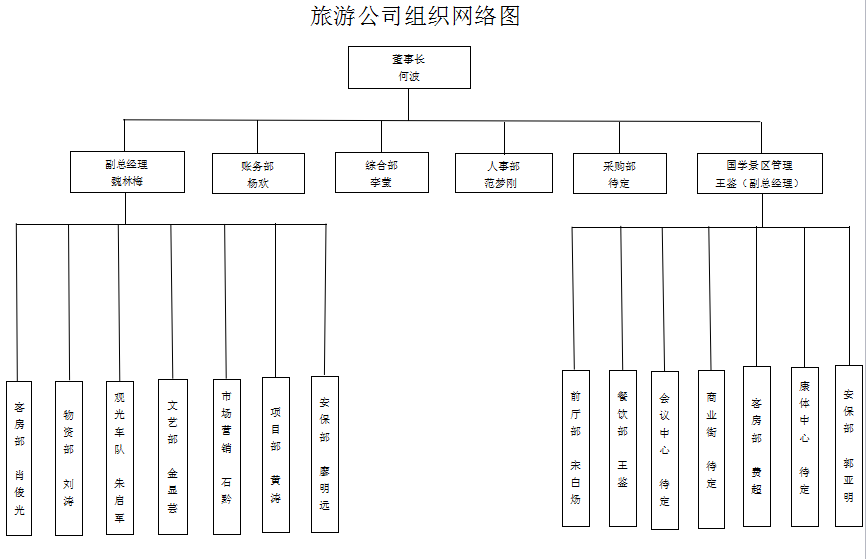 旅游公司组织网络图
董事长
何波
副总经理
魏林梅
账务部
杨欢
综合部
李莹
人事部
范梦刚
采购部
待定
国学景区管理
王鉴（副总经理）
客房部 肖俊光
物资部 刘涛
观光车队 朱启军
文艺部 金显芸
市场营销 石黔
项目部 黄涛
安保部 廖明远
前厅部 宋白炀
餐饮部 王鉴
会议中心 待定
商业街 待定
客房部 费超
康体中心 待定
安保部 郭亚明